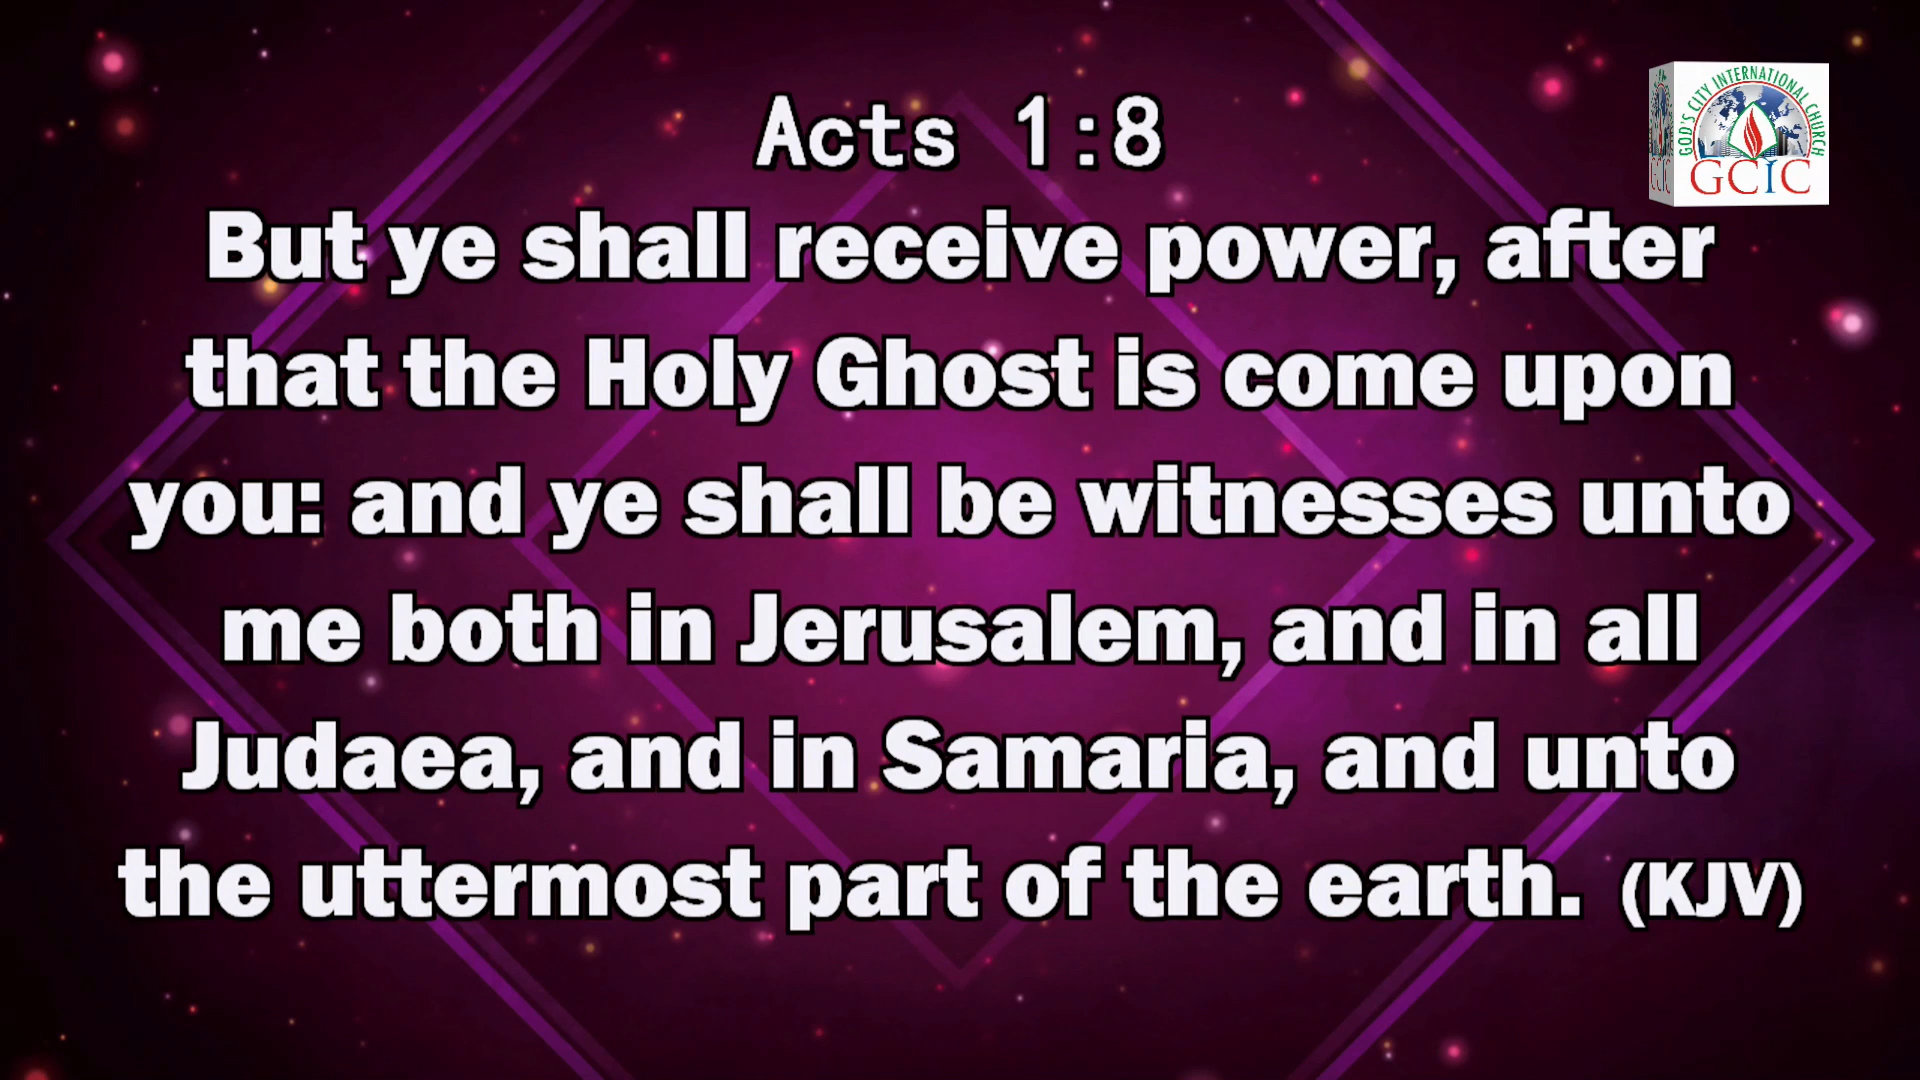 Acts 1:8
GOD'S CITY INTERNATIONAL CHURCH
GCIC
But ye shall receive power, after
that the Holy Ghost is come upon
you: and ye shall be witnesses unto
me both in Jerusalem, and in all
Judaea, and in Samaria, and unto
the uttermost part of the earth. (KJV)